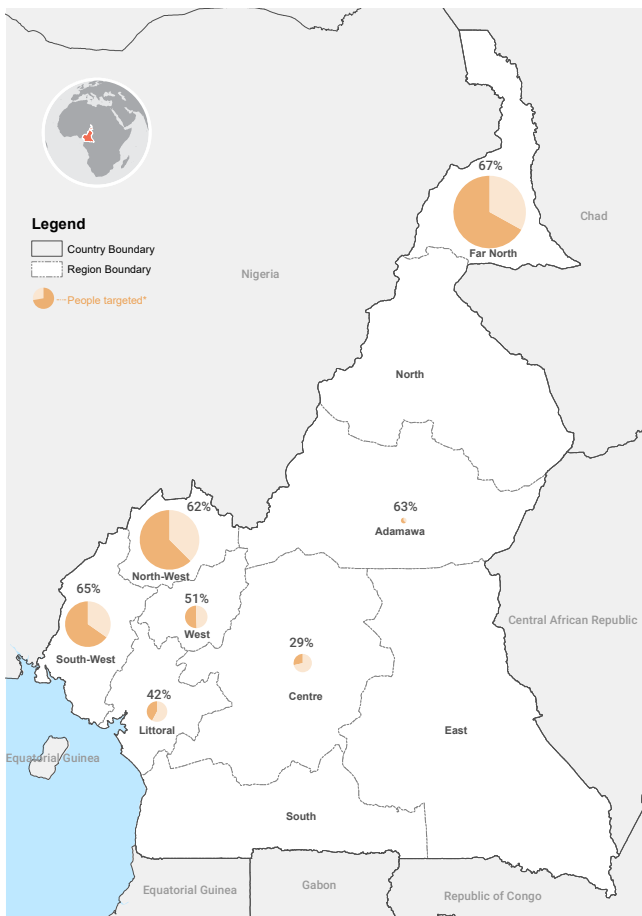 67%
Far North
Chad
Legend
Country Boundary
Region Boundary
People targeted*
Nigeria
North
63%
Adamawa
62%
North-West
65%
South-West
51%
West
29%
Centre
42%
Littoral
East
Central African Republic
Equatorial Guinea
South
Equatorial Guinea
Gabon
Republic of Congo